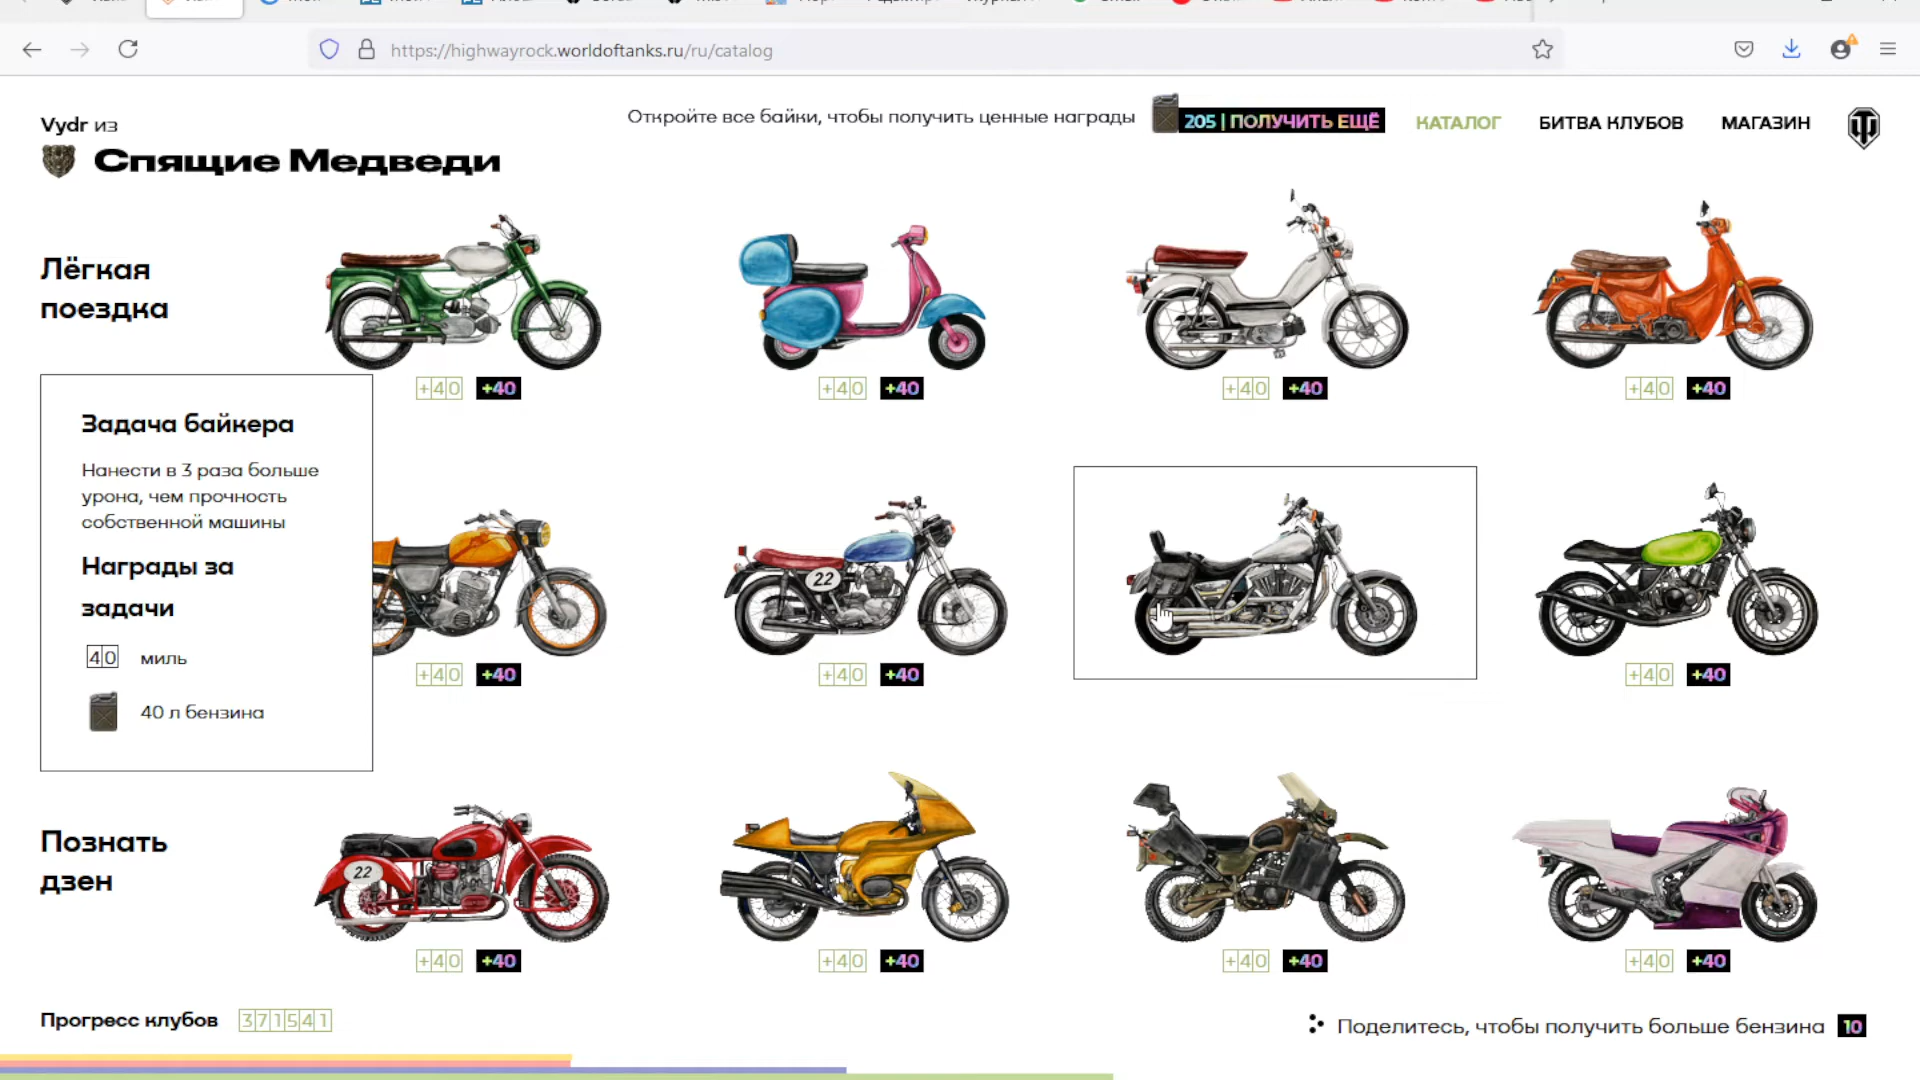 https://highwayrock.worldoftanks.ru/ru/catalog
Vydr из
Спящие Медведи
Откройте все байки, чтобы получить ценные награды
205 | ПОЛУЧИТЬ ЕЩЁ
КАТАЛОГ
БИТВА КЛУБОВ
МАГАЗИН
Лёгкая
поездка
+40 +40
+40 +40
+40 +40
+40 +40
Задача байкера
Нанести в 3 раза больше
урона, чем прочность
собственной машины
Награды за
задачи
40 миль
40 л бензина
22
+40 +40
+40 +40
+40 +40
Познать
дзен
22
+40 +40
+40 +40
+40 +40
+40 +40
Прогресс клубов 371541
Поделитесь, чтобы получить больше бензина 10